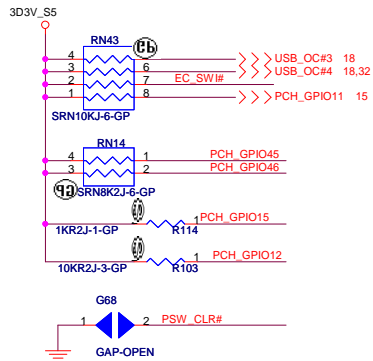 3D3V_S5
RN43
4 5 USB_OC#3 18
3 6 USB_OC#4 18,32
2 7 EC_SWI#
1 8 PCH_GPIO11 15
SRN10KJ-6-GP
RN14
4 1 PCH_GPIO45
3 2 PCH_GPIO46
SRN8K2J-6-GP
1 PCH_GPIO15
1KR2J-1-GP R114
1 PCH_GPIO12
10KR2J-3-GP R103
G68
1 2 PSW_CLR#
GAP-OPEN